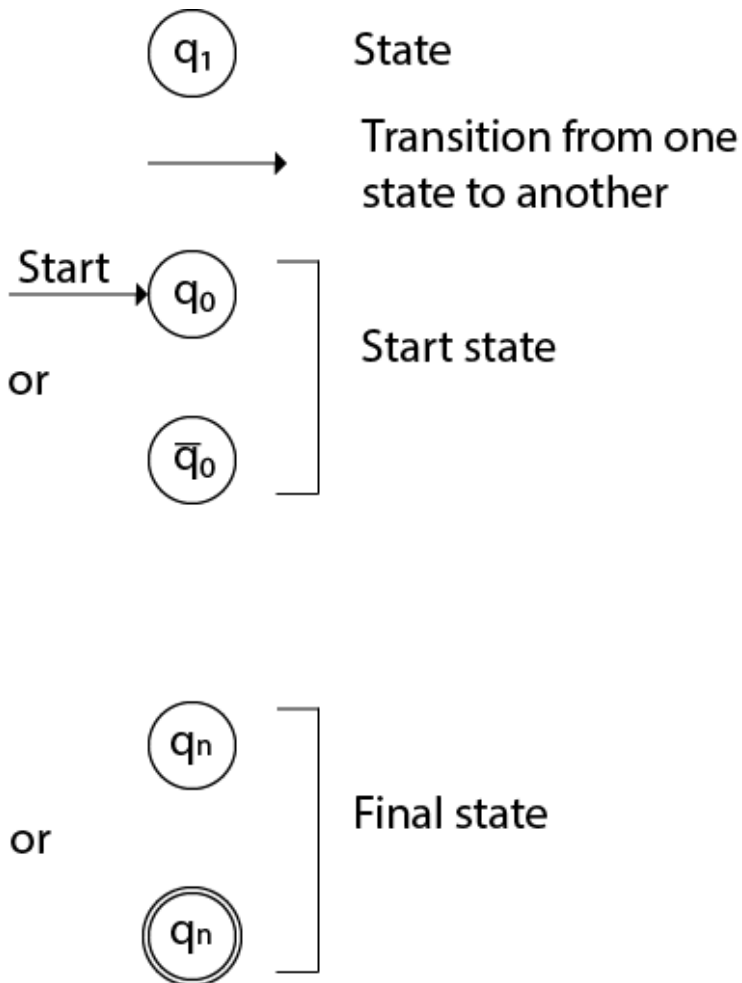 q₁ State
Transition from one
state to another
Start q₀
Start state
or
q̅₀
qn
Final state
or
qn